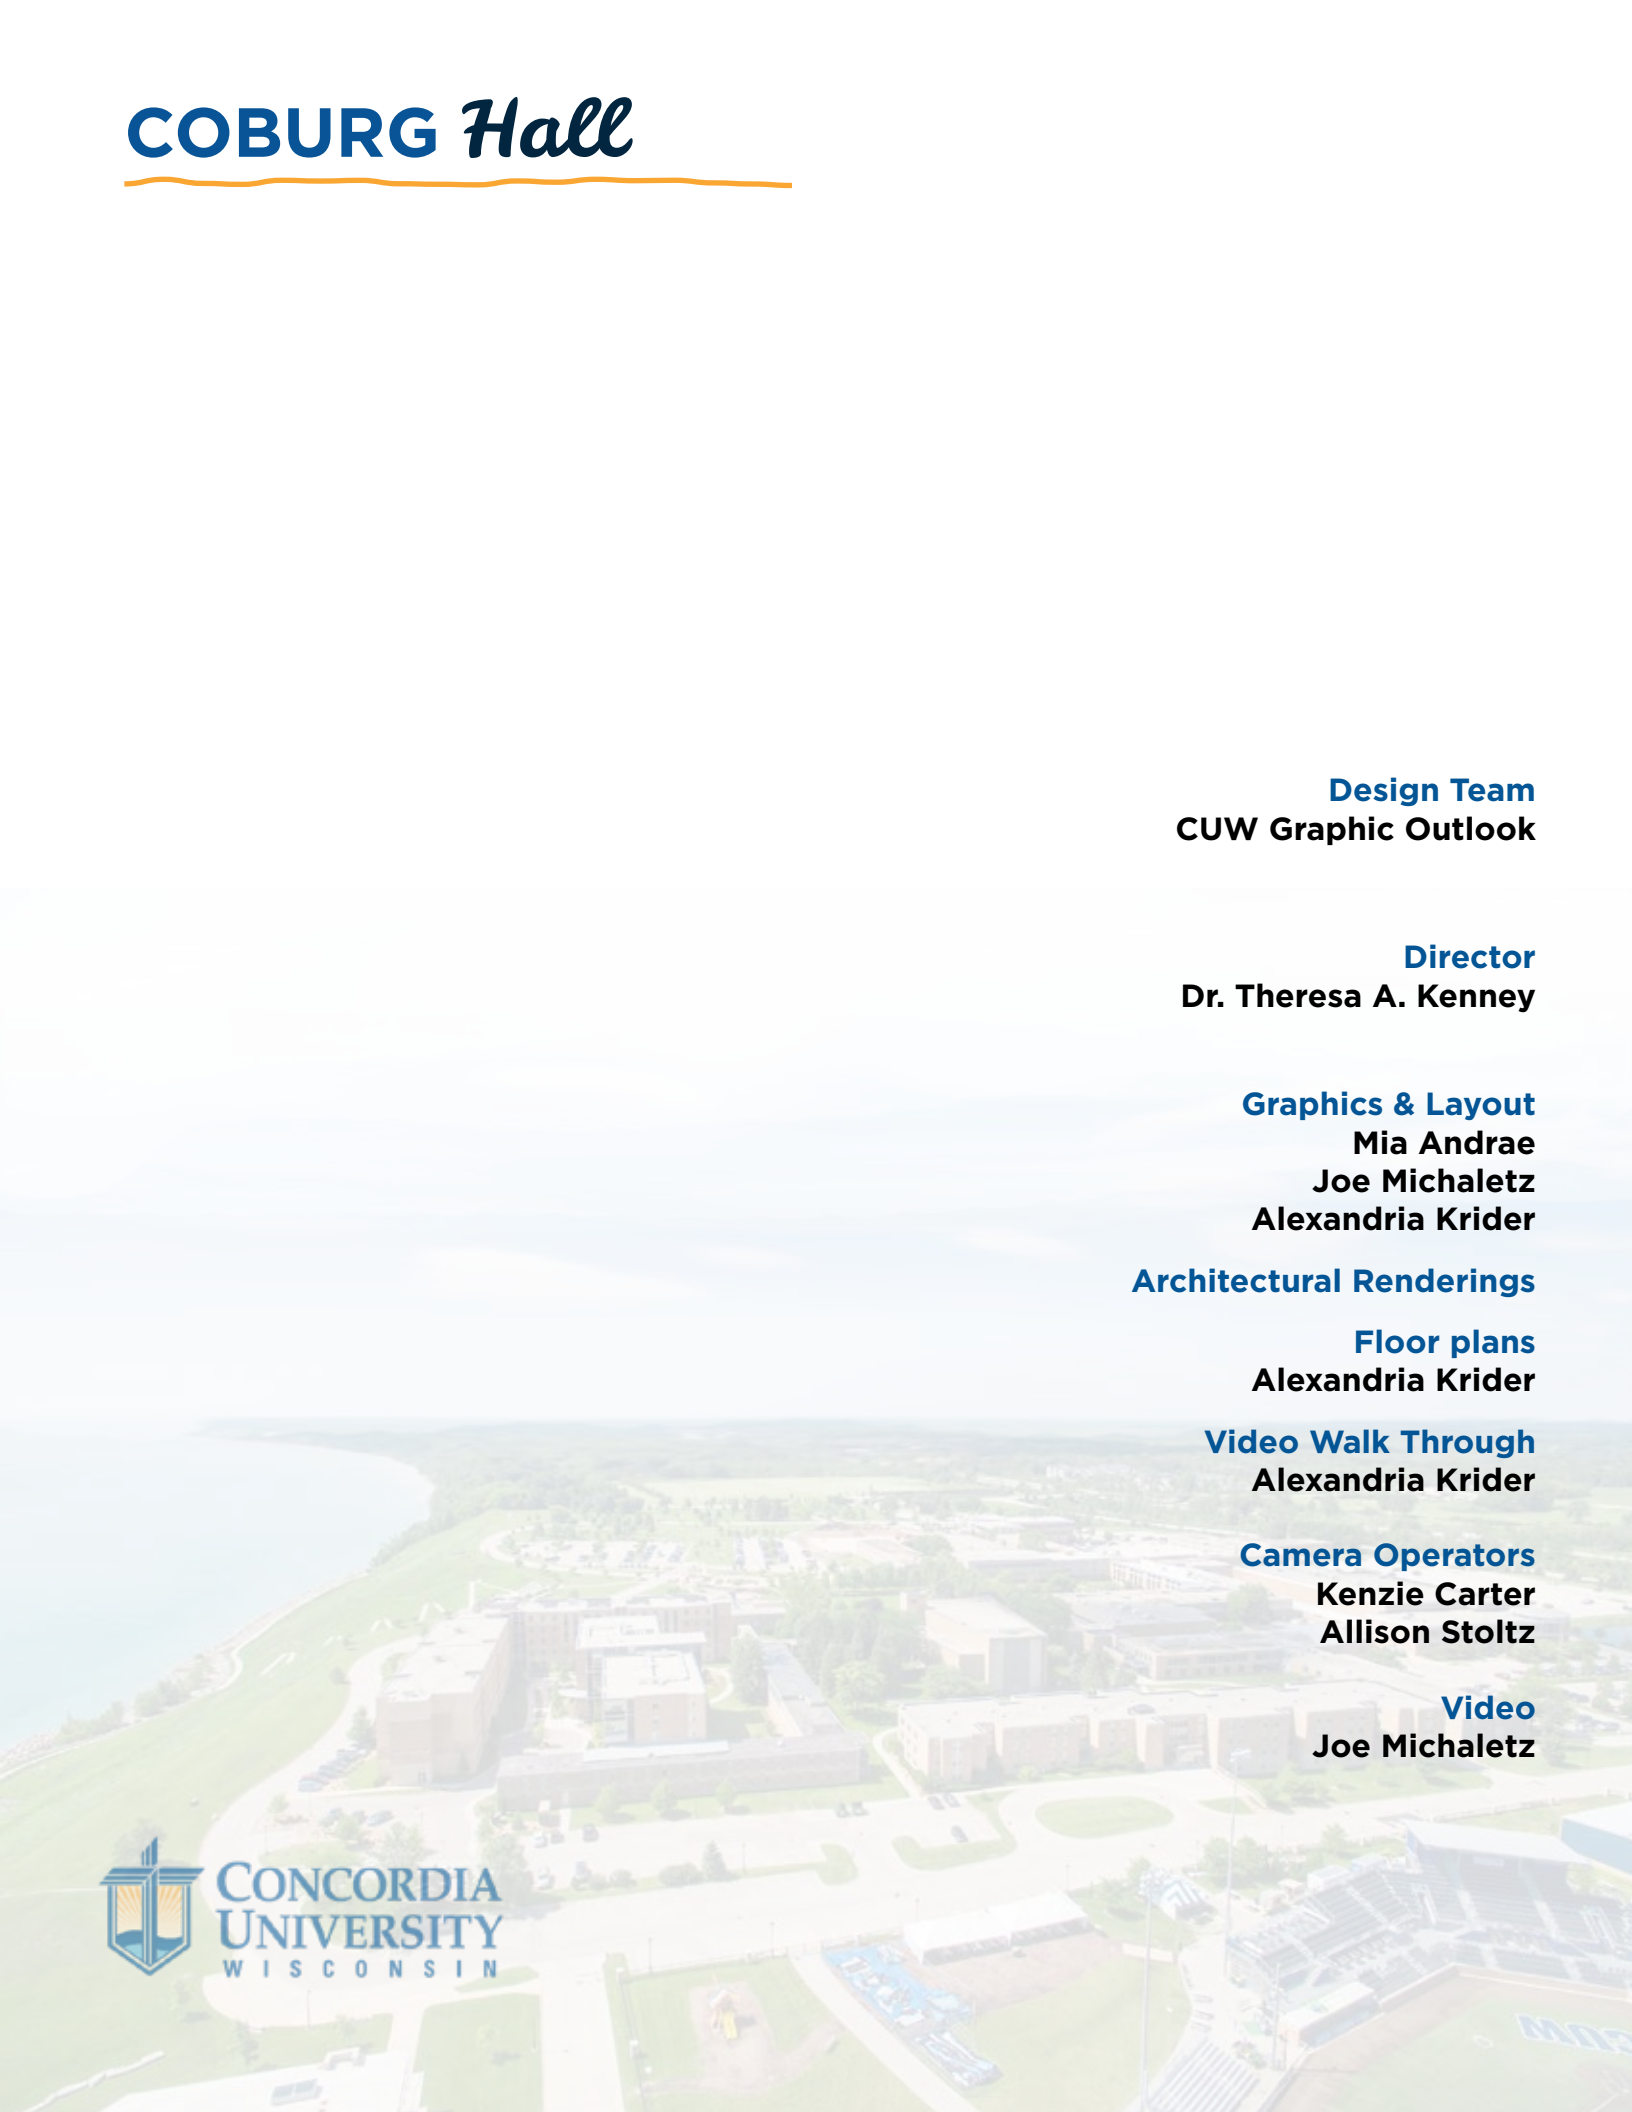 COBURG Hall
Design Team
CUW Graphic Outlook
Director
Dr. Theresa A. Kenney
Graphics & Layout
Mia Andrae
Joe Michaletz
Alexandria Krider
Architectural Renderings
Floor plans
Alexandria Krider
Video Walk Through
Alexandria Krider
Camera Operators
Kenzie Carter
Allison Stoltz
Video
Joe Michaletz
CONCORDIA
UNIVERSITY
WISCONSIN